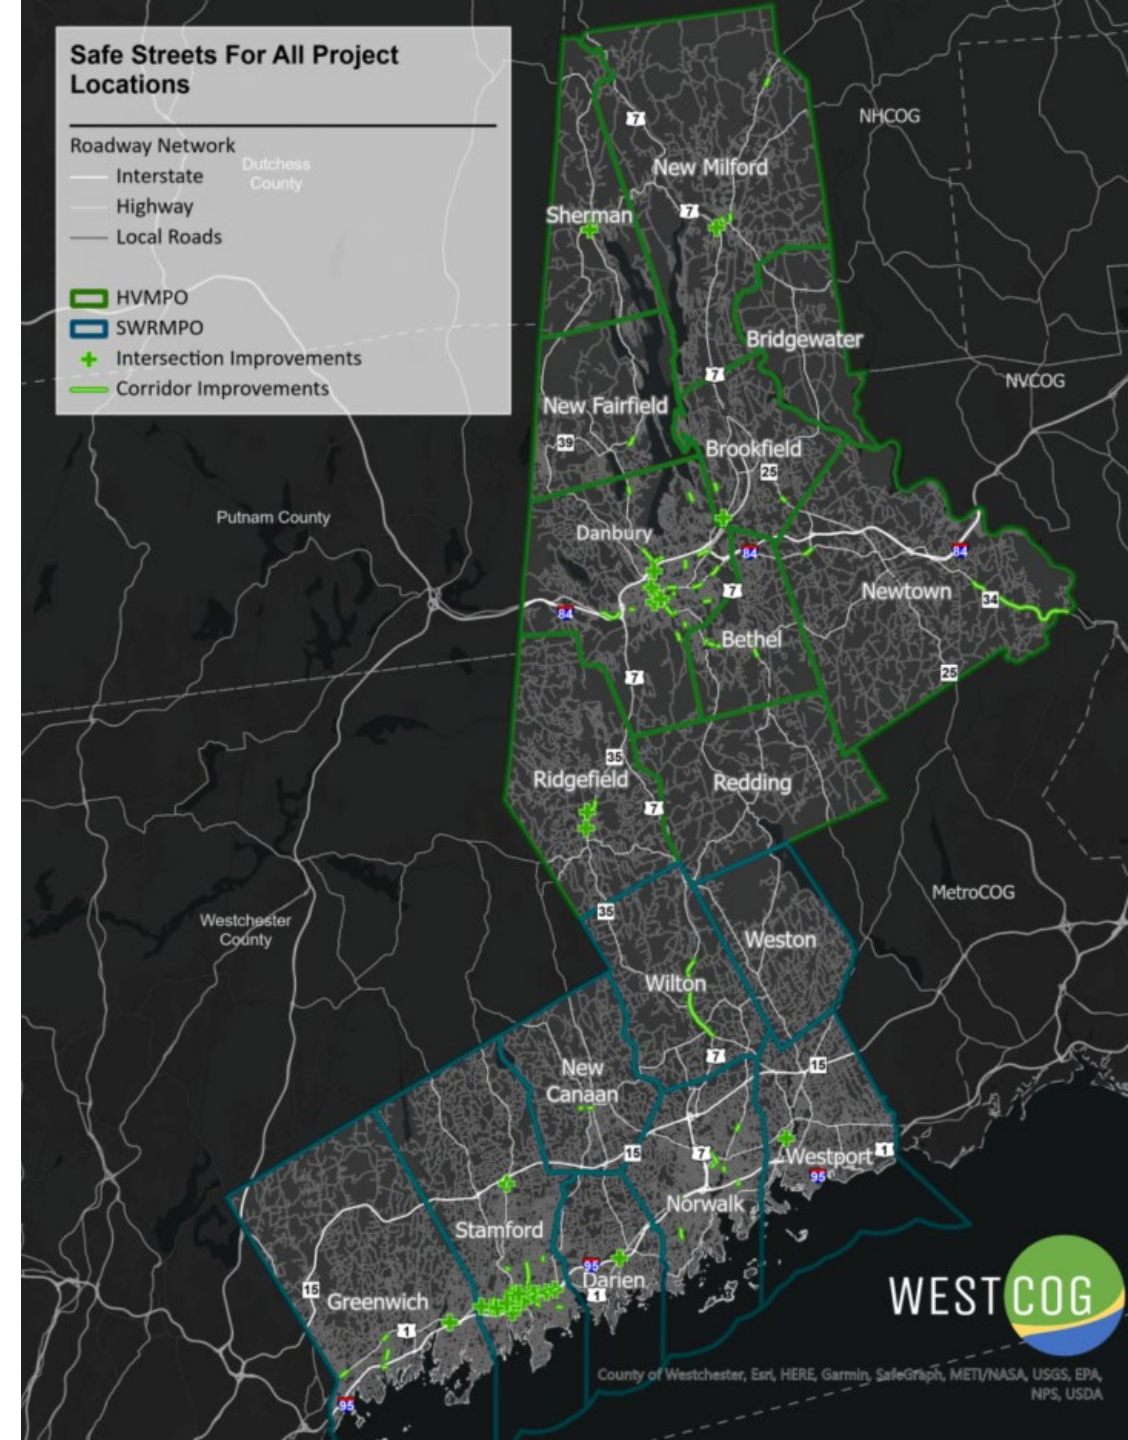 Safe Streets For All Project
Locations
Roadway Network
Interstate
Highway
Local Roads
HVMPO
SWRMPO
Intersection Improvements
Corridor Improvements
Dutchess
County
NHCOG
7
New Milford
7
Sherman
Bridgewater
7
NVCOG
New Fairfield
39
Brookfield
25
Putnam County
Danbury
84
84
Newtown
34
7
84
Bethel
25
7
35
Ridgefield
Redding
7
MetroCOG
35
Westchester
County
Weston
Wilton
7
15
New
Canaan
15
7
Westport
1
95
Norwalk
Stamford
95
Darien
1
15
Greenwich
1
95
WESTCOG
County of Westchester, Esri, HERE, Garmin, SafeGraph, METI/NASA, USGS, EPA,
NPS, USDA